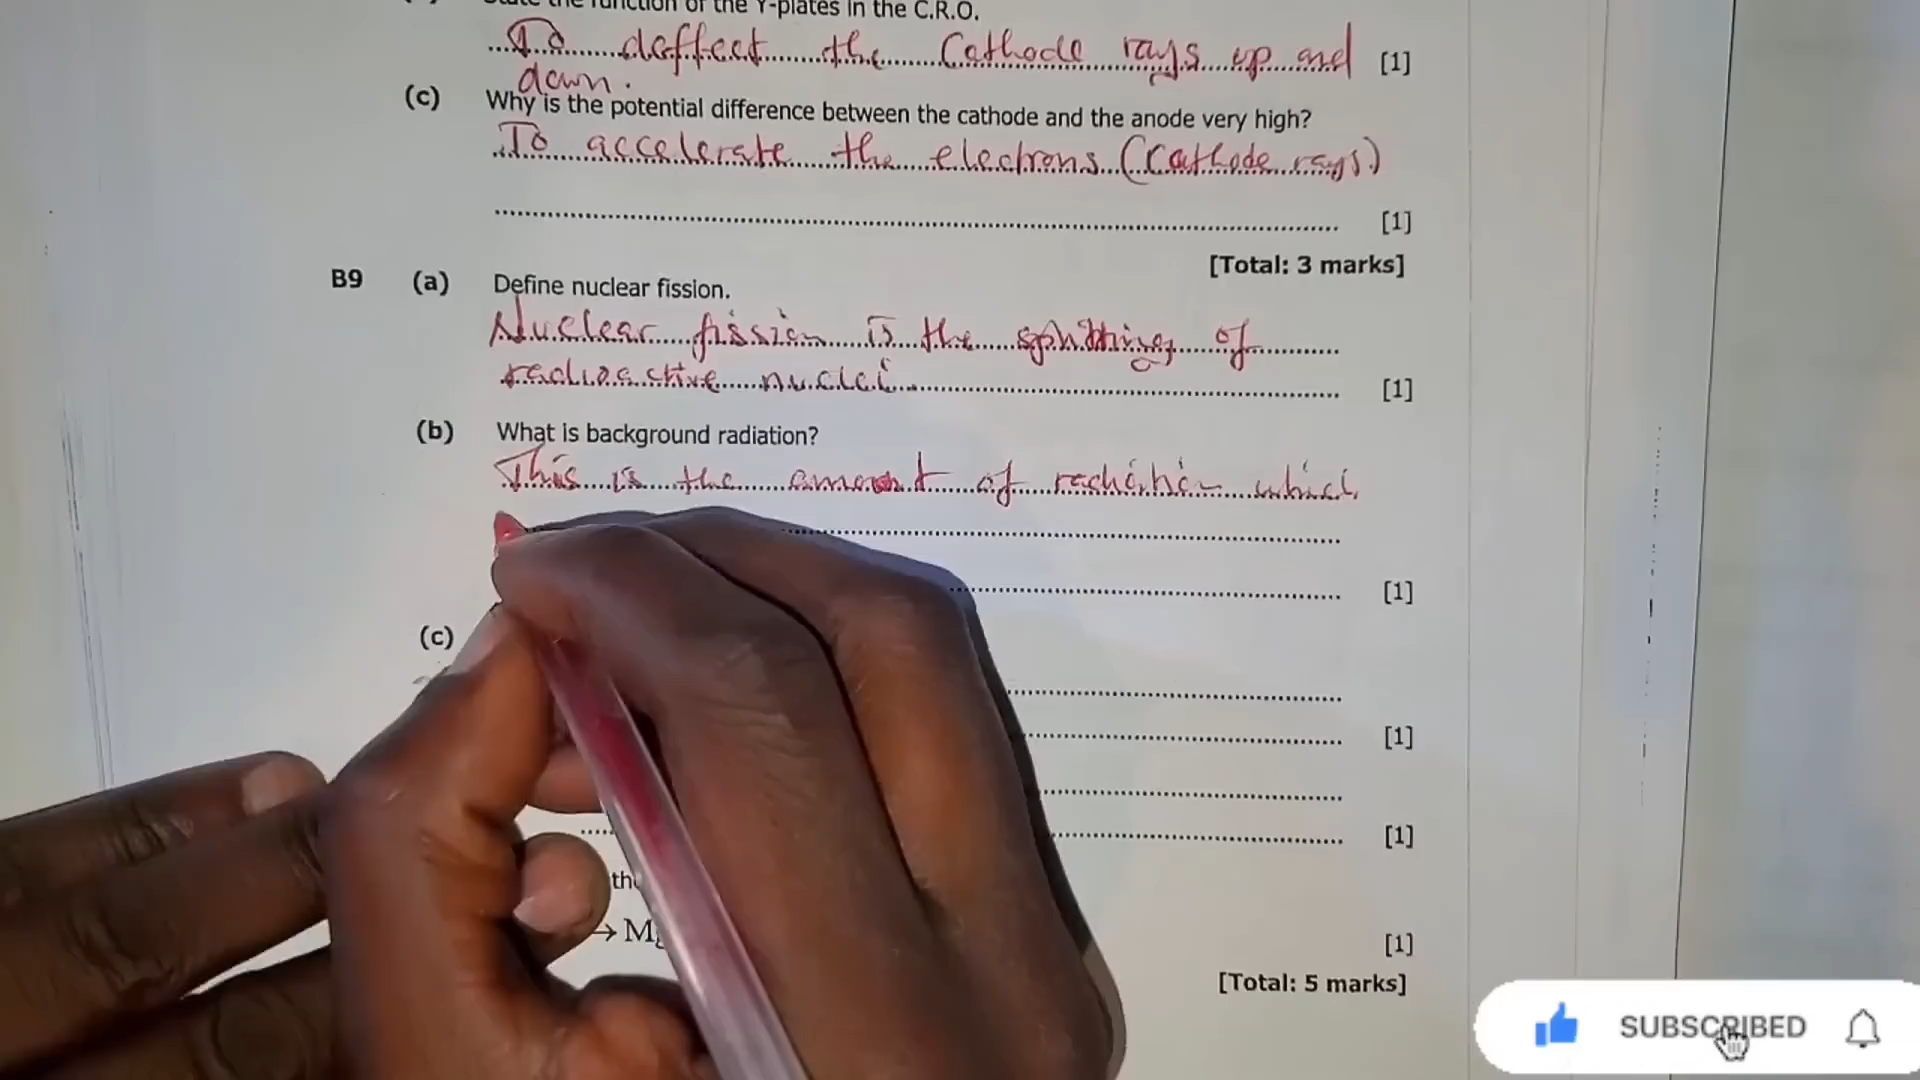 State the function of the Y-plates in the C.R.O.
To deffect the Cathode rays up and [1]
down.
(c) Why is the potential difference between the cathode and the anode very high?
To accelerate the electrons (Cathode rays)
[1]
[Total: 3 marks]
B9 (a) Define nuclear fission.
Nuclear fission is the splitting of
radioactive nuclei [1]
(b) What is background radiation?
This is the amount of radiation which
[1]
(c)
[1]
[1]
the
→ Mg
[1]
[Total: 5 marks]
SUBSCRIBED